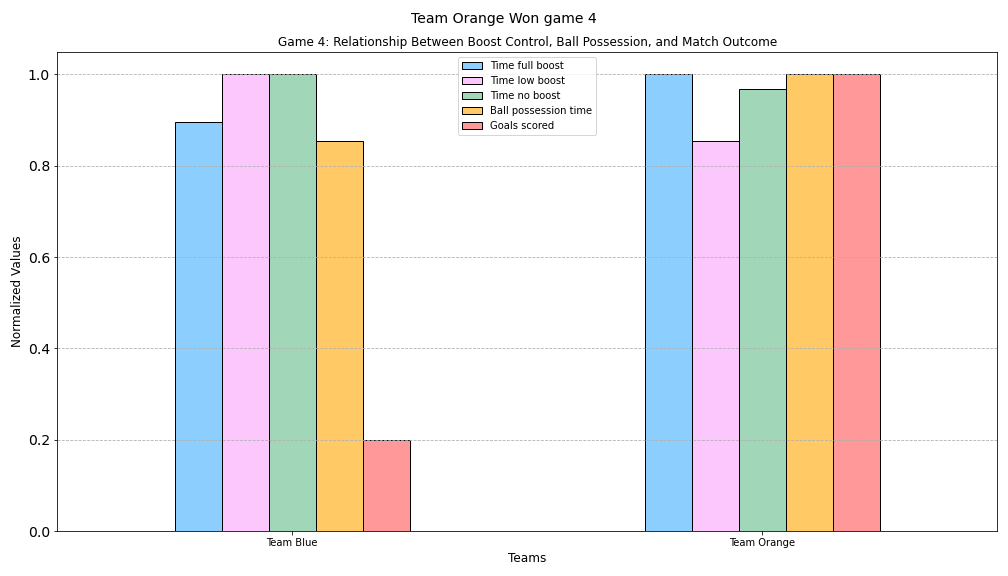 Team Orange Won game 4
Game 4: Relationship Between Boost Control, Ball Possession, and Match Outcome
Time full boost
Time low boost
Time no boost
Ball possession time
Goals scored
Normalized Values
1.0
0.8
0.6
0.4
0.2
0.0
Team Blue
Team Orange
Teams